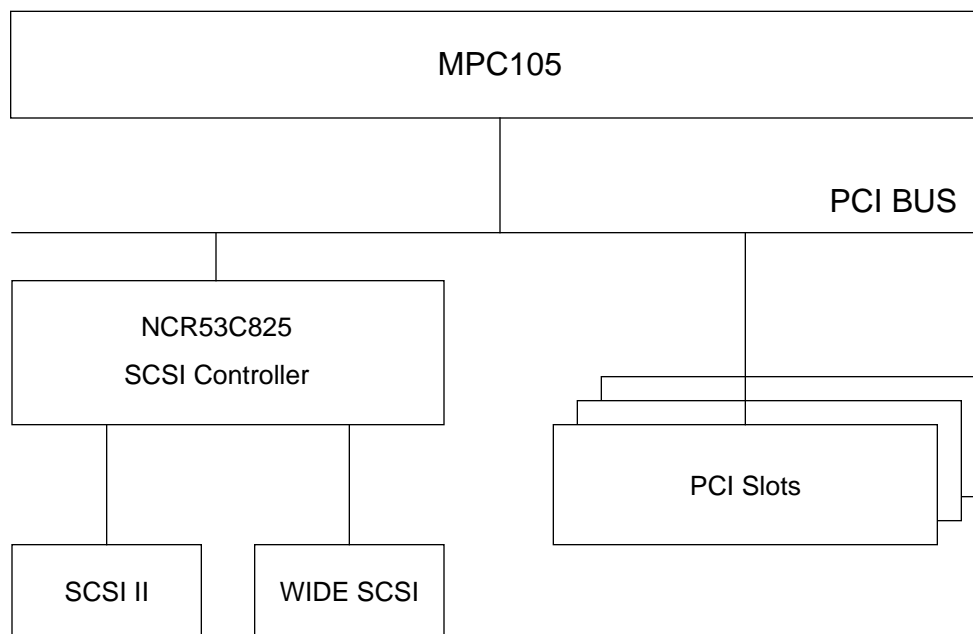 MPC105
PCI BUS
NCR53C825
SCSI Controller
PCI Slots
SCSI II
WIDE SCSI